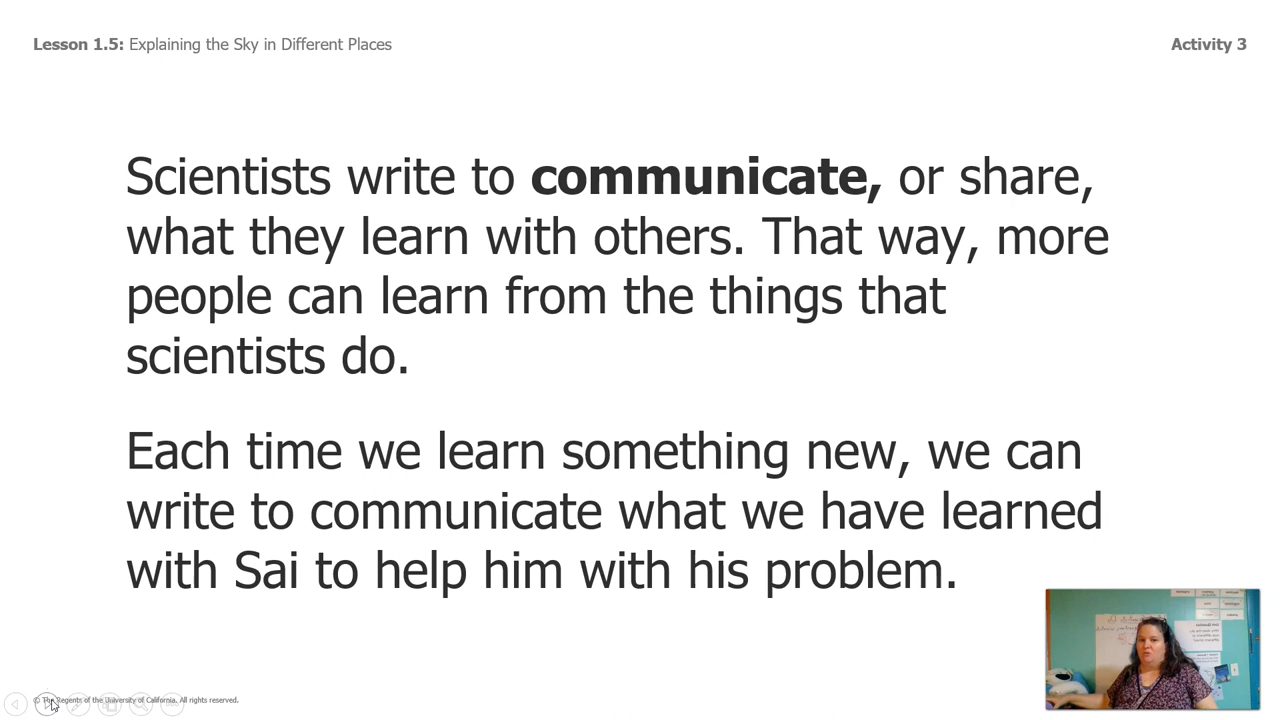 Lesson 1.5: Explaining the Sky in Different Places
Activity 3
Scientists write to communicate, or share,
what they learn with others. That way, more
people can learn from the things that
scientists do.
Each time we learn something new, we can
write to communicate what we have learned
with Sai to help him with his problem.
© The Regents of the University of California. All rights reserved.